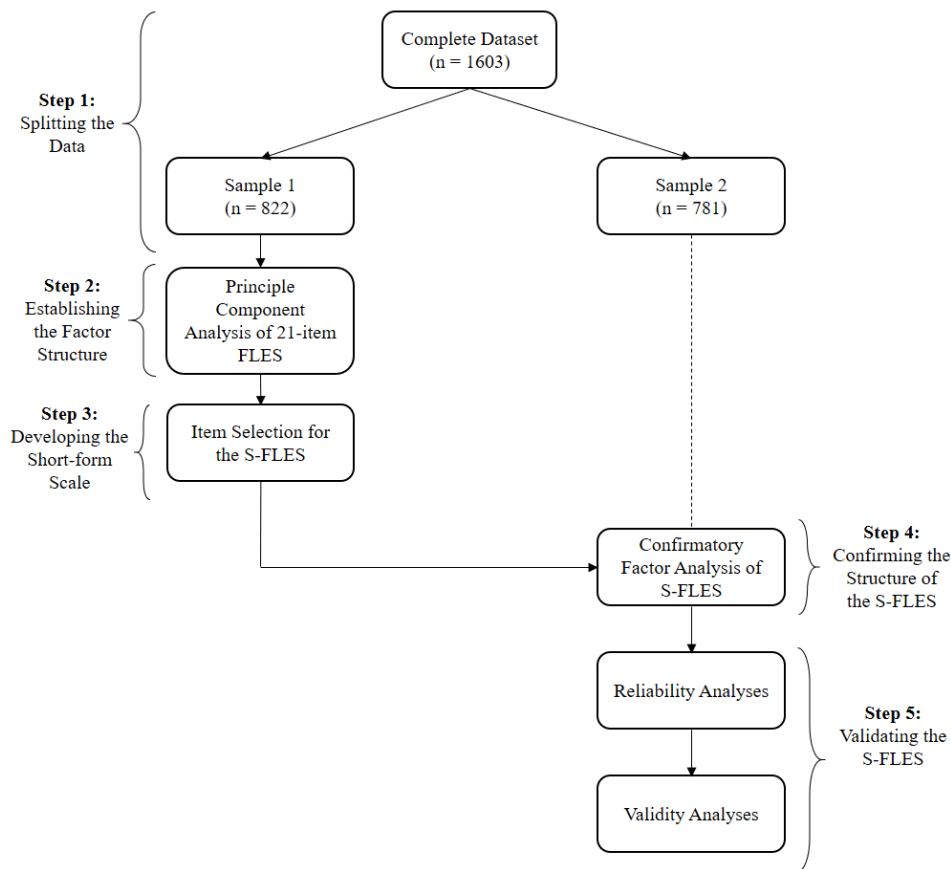 Complete Dataset
(n = 1603)
Step 1:
Splitting the
Data
Sample 1
(n = 822)
Sample 2
(n = 781)
Step 2:
Establishing
the Factor
Structure
Principle
Component
Analysis of 21-item
FLES
Step 3:
Developing the
Short-form
Scale
Item Selection for
the S-FLES
Confirmatory
Factor Analysis of
S-FLES
Step 4:
Confirming the
Structure of
the S-FLES
Reliability Analyses
Step 5:
Validating the
S-FLES
Validity Analyses